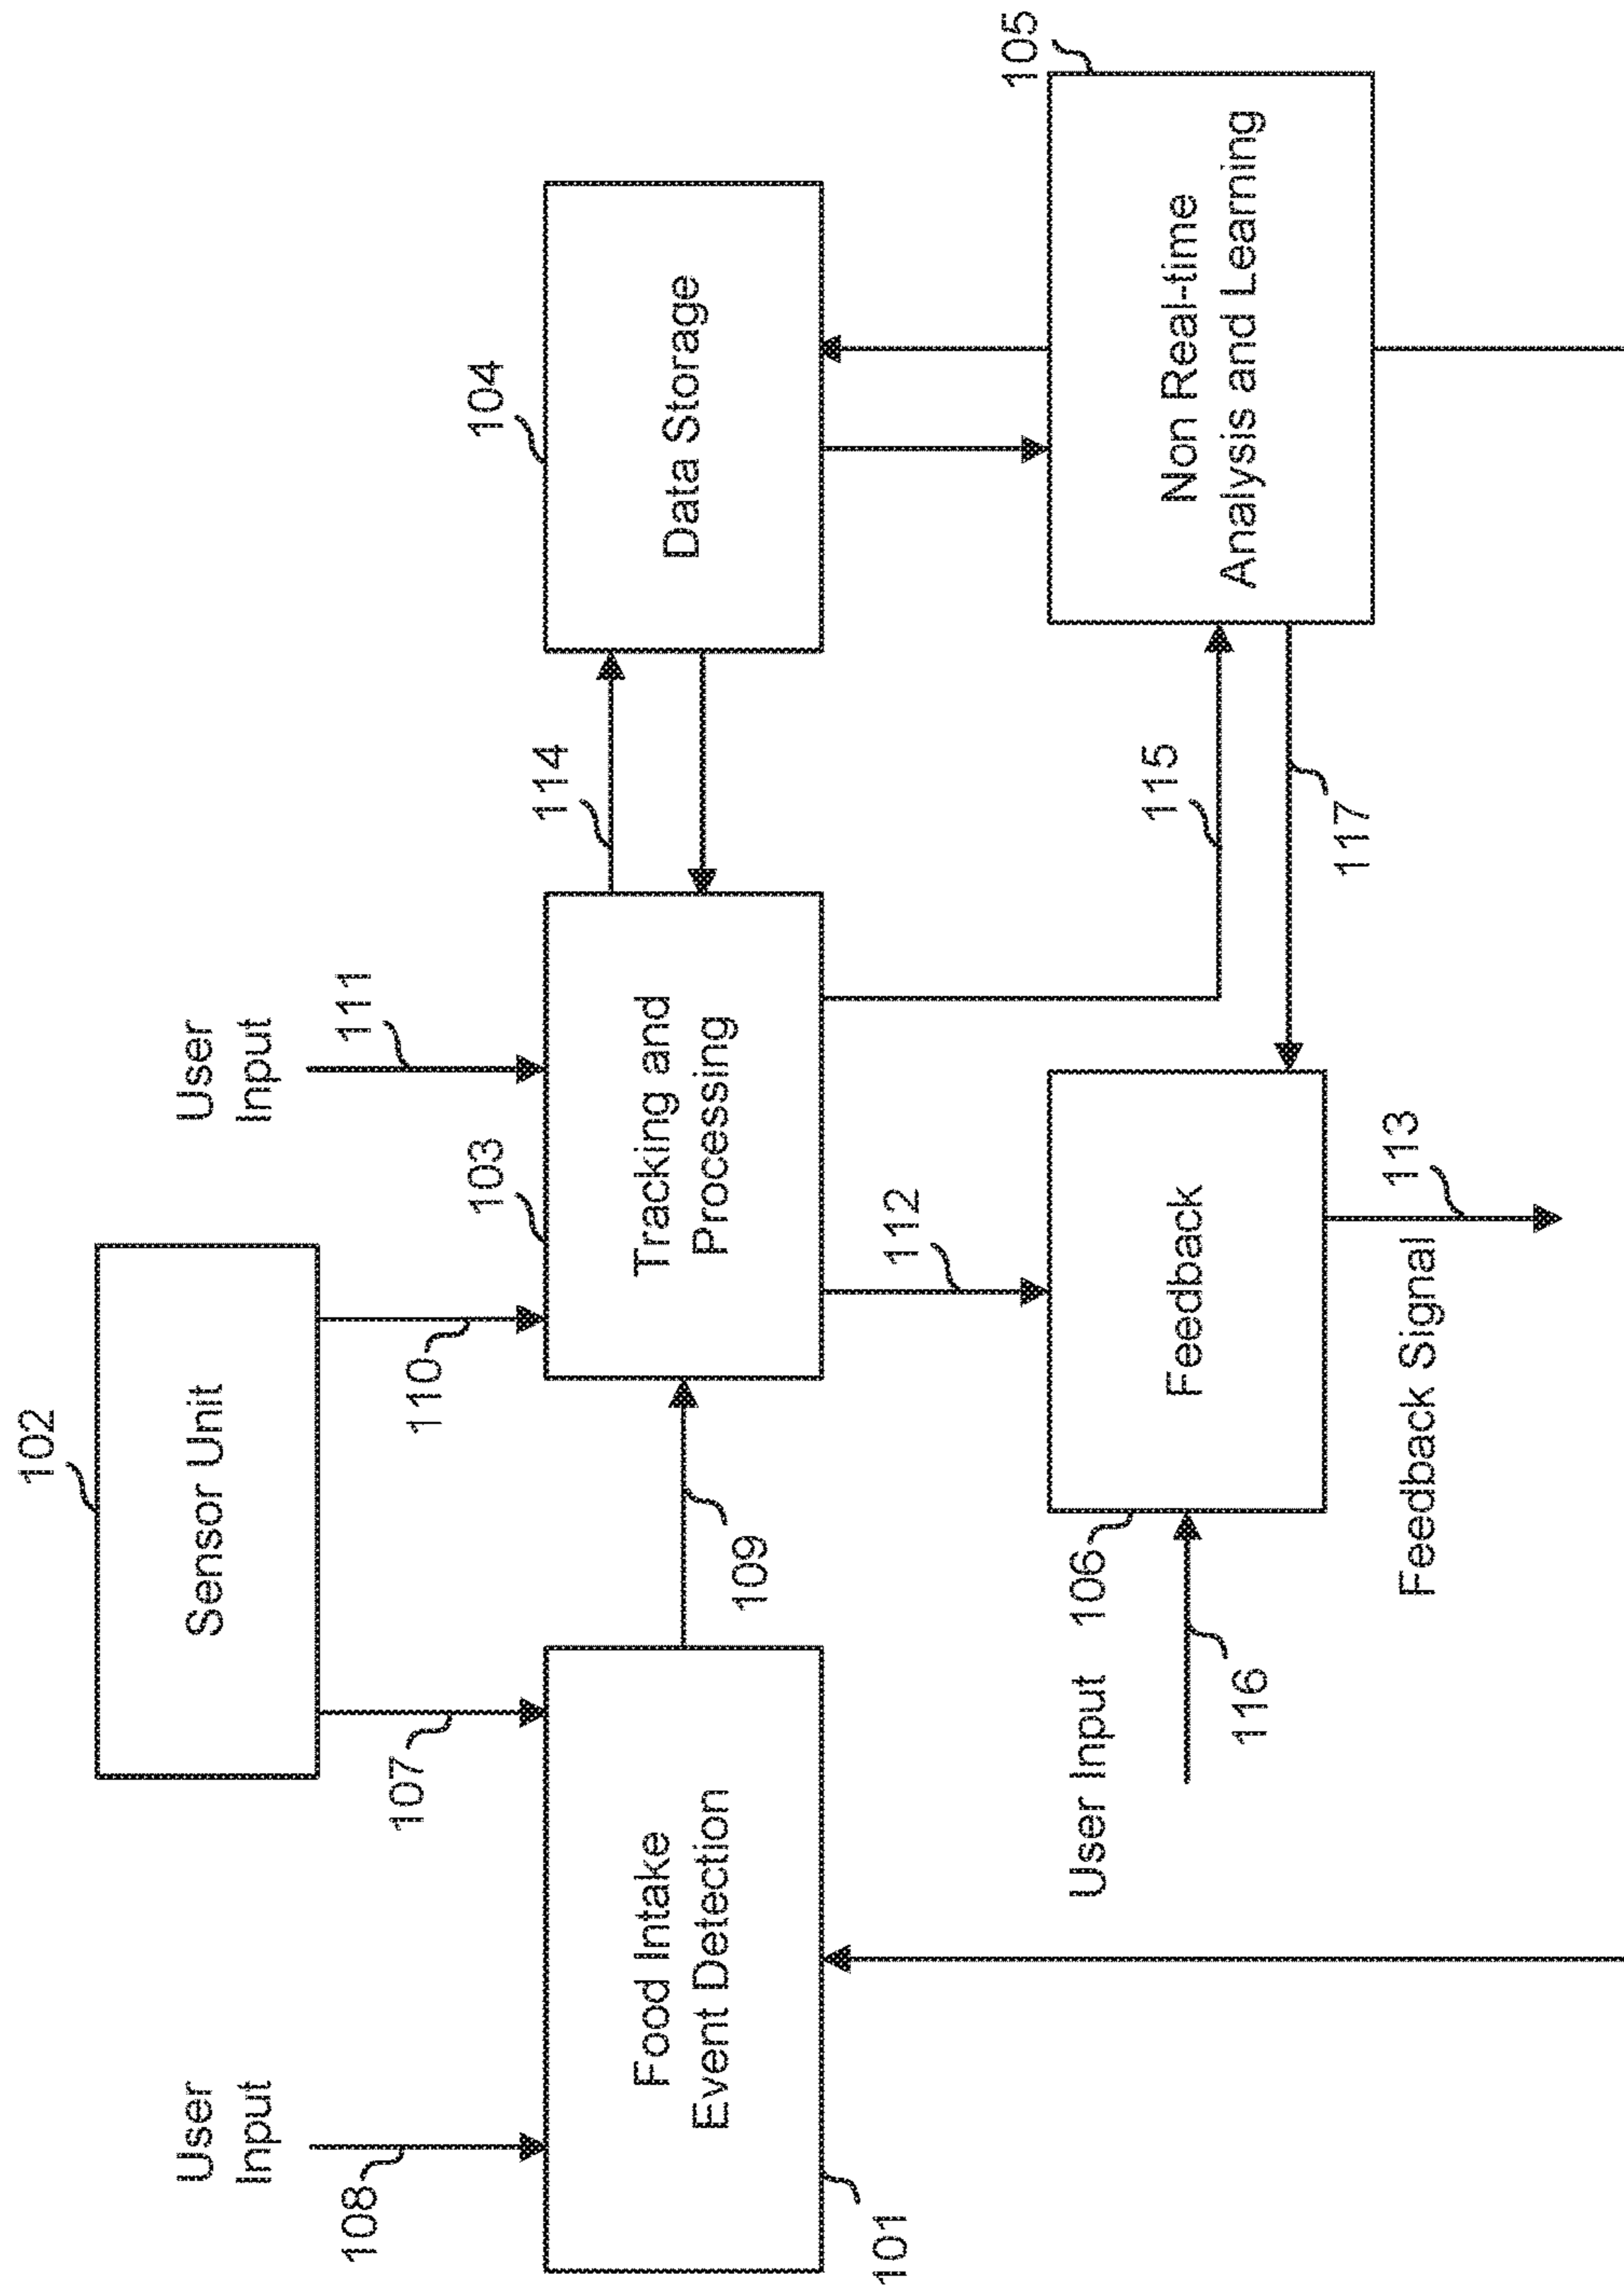 102
Sensor Unit
User
Input
108
107
110
User
Input
111
103
104
Food Intake
Event Detection
101
109
Tracking and
Processing
114
Data Storage
112
115
105
User Input
106
116
Feedback
117
Non Real-time
Analysis and Learning
Feedback Signal
113